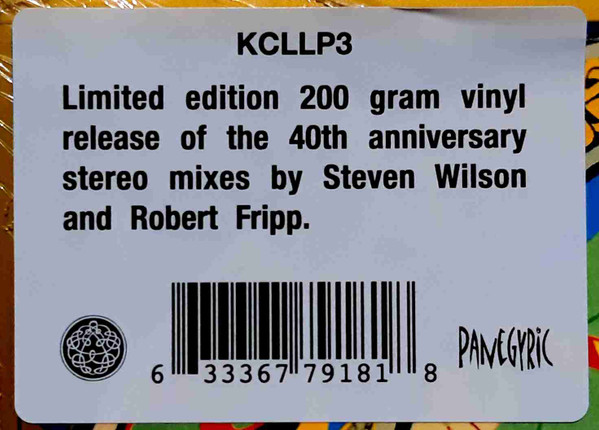 KCLLP3
Limited edition 200 gram vinyl
release of the 40th anniversary
stereo mixes by Steven Wilson
and Robert Fripp.
6 33367 79181 8
PANEGYRIC